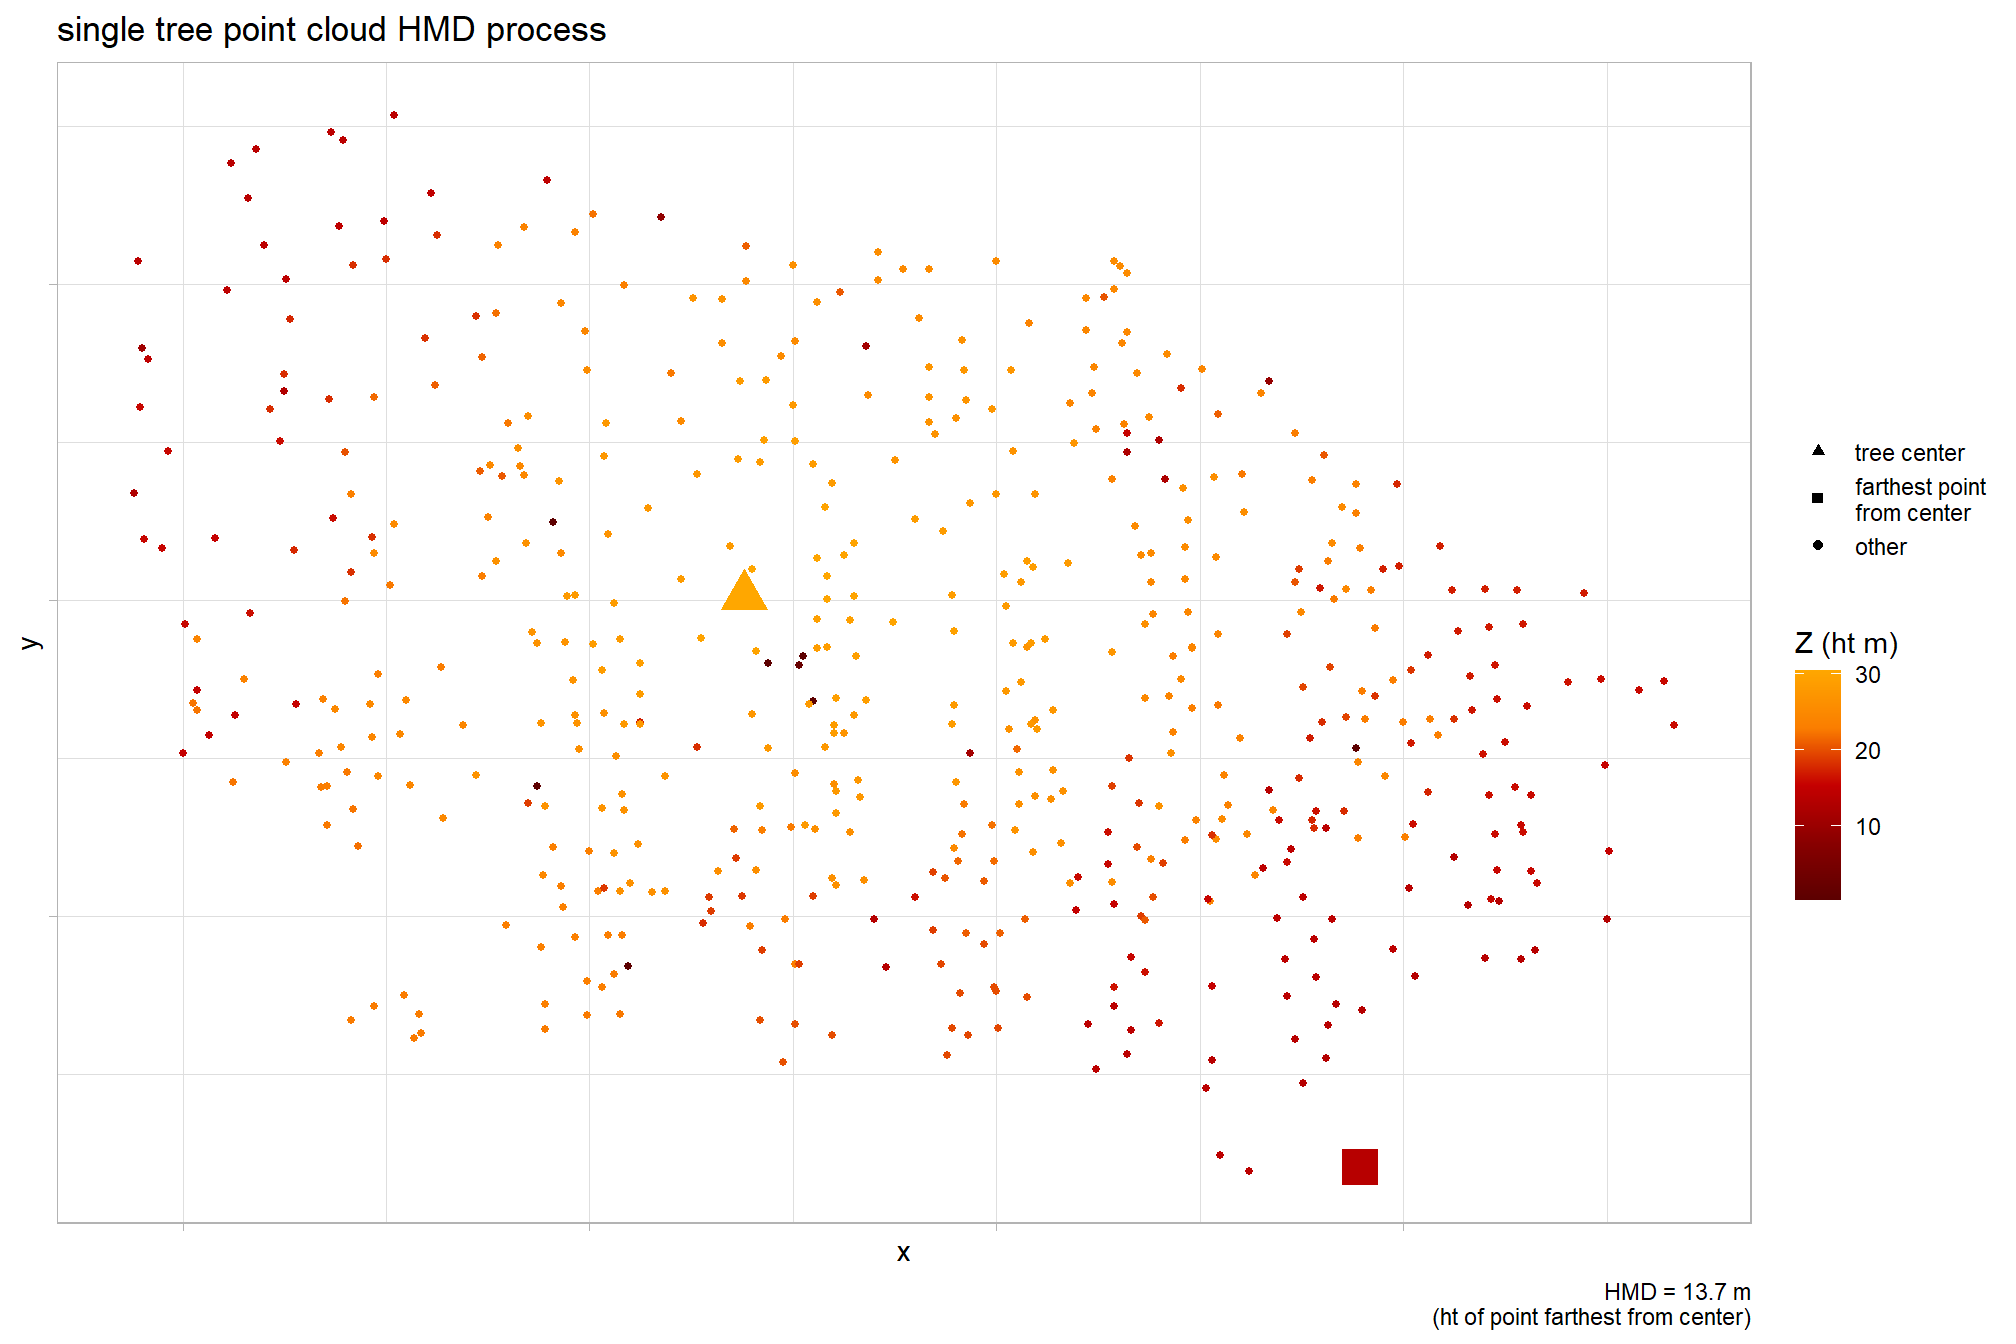 single tree point cloud HMD process
y
x
tree center
farthest point
from center
other
Z (ht m)
30
20
10
HMD = 13.7 m
(ht of point farthest from center)